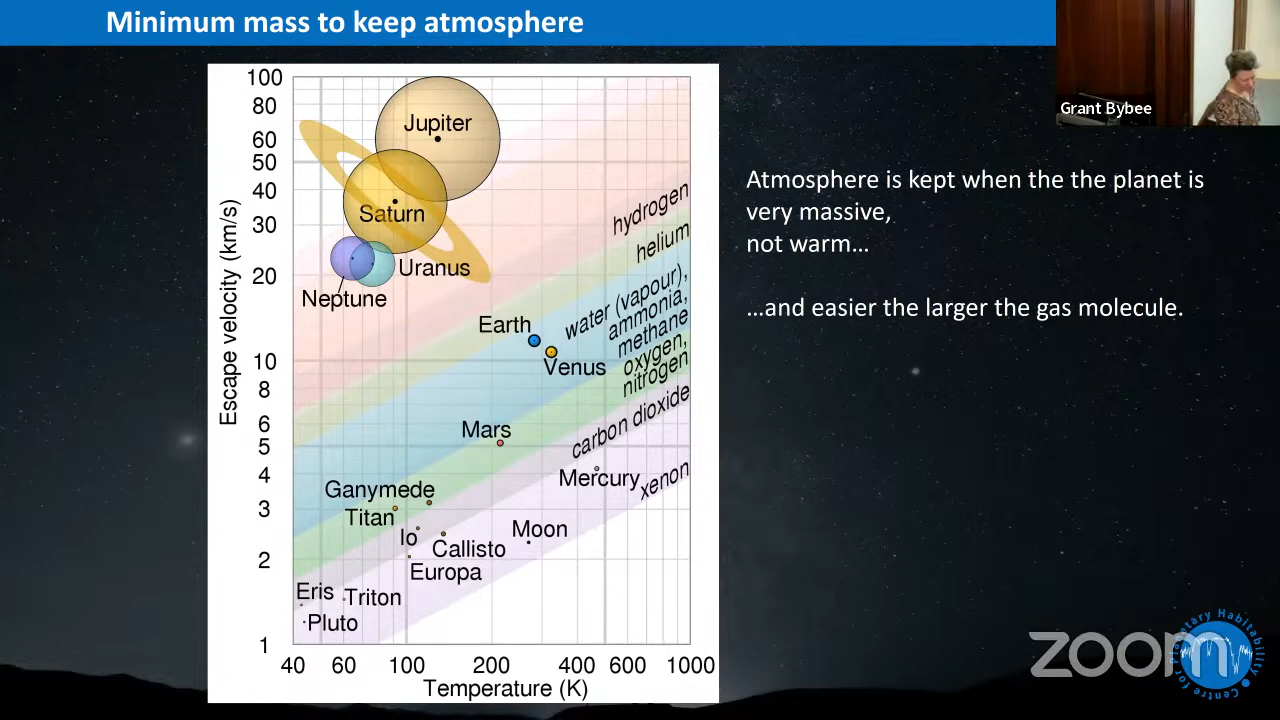 Minimum mass to keep atmosphere
Grant Bybee
Atmosphere is kept when the the planet is
very massive,
not warm…
…and easier the larger the gas molecule.
Escape velocity (km/s)
100
80
60
50
40
30
20
10
8
6
5
4
3
2
1
40 60 100 200 400 600 1000
Temperature (K)
Jupiter
Saturn
Uranus
Neptune
Earth
Venus
Mars
Mercury
Ganymede
Titan
Io
Callisto
Europa
Moon
Eris
Triton
Pluto
hydrogen
helium
water (vapour),
ammonia,
methane
oxygen,
nitrogen
carbon dioxide
xenon
zoom
Centre for Planetary Habitability